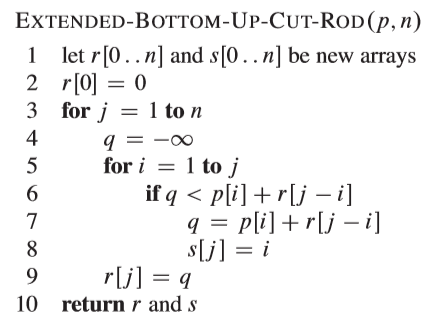 EXTENDED-BOTTOM-UP-CUT-ROD(p, n)
1 let r[0 . . n] and s[0 . . n] be new arrays
2 r[0] = 0
3 for j = 1 to n
4 q = −∞
5 for i = 1 to j
6 if q < p[i] + r[j − i]
7 q = p[i] + r[j − i]
8 s[j] = i
9 r[j] = q
10 return r and s